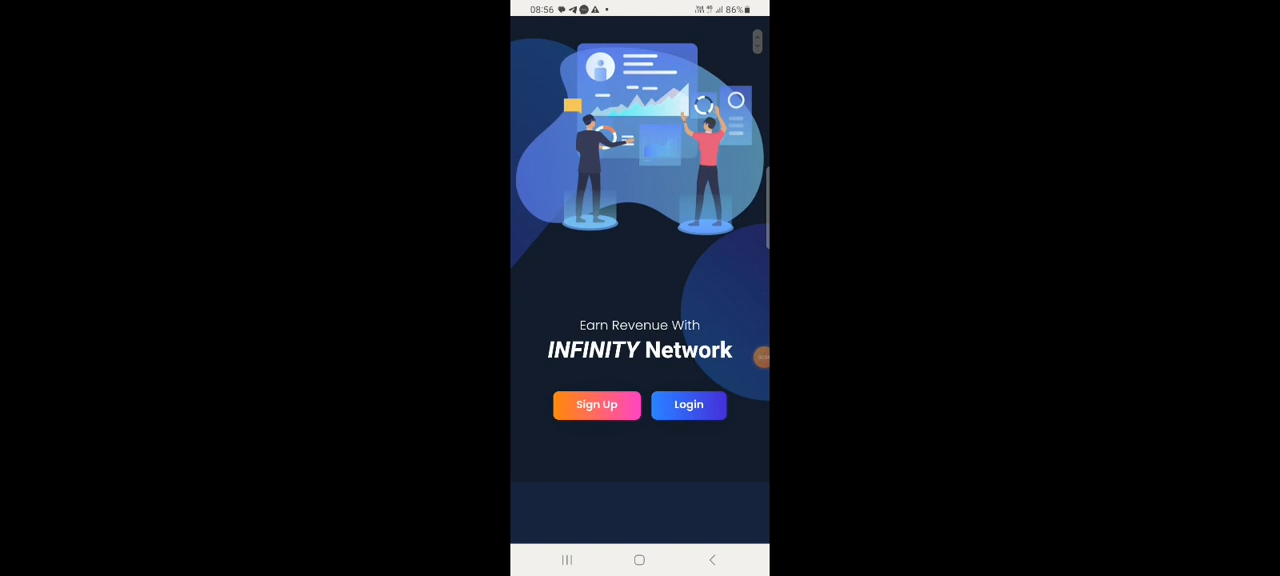 08:56
86%
Earn Revenue With
INFINITY Network
Sign Up
Login